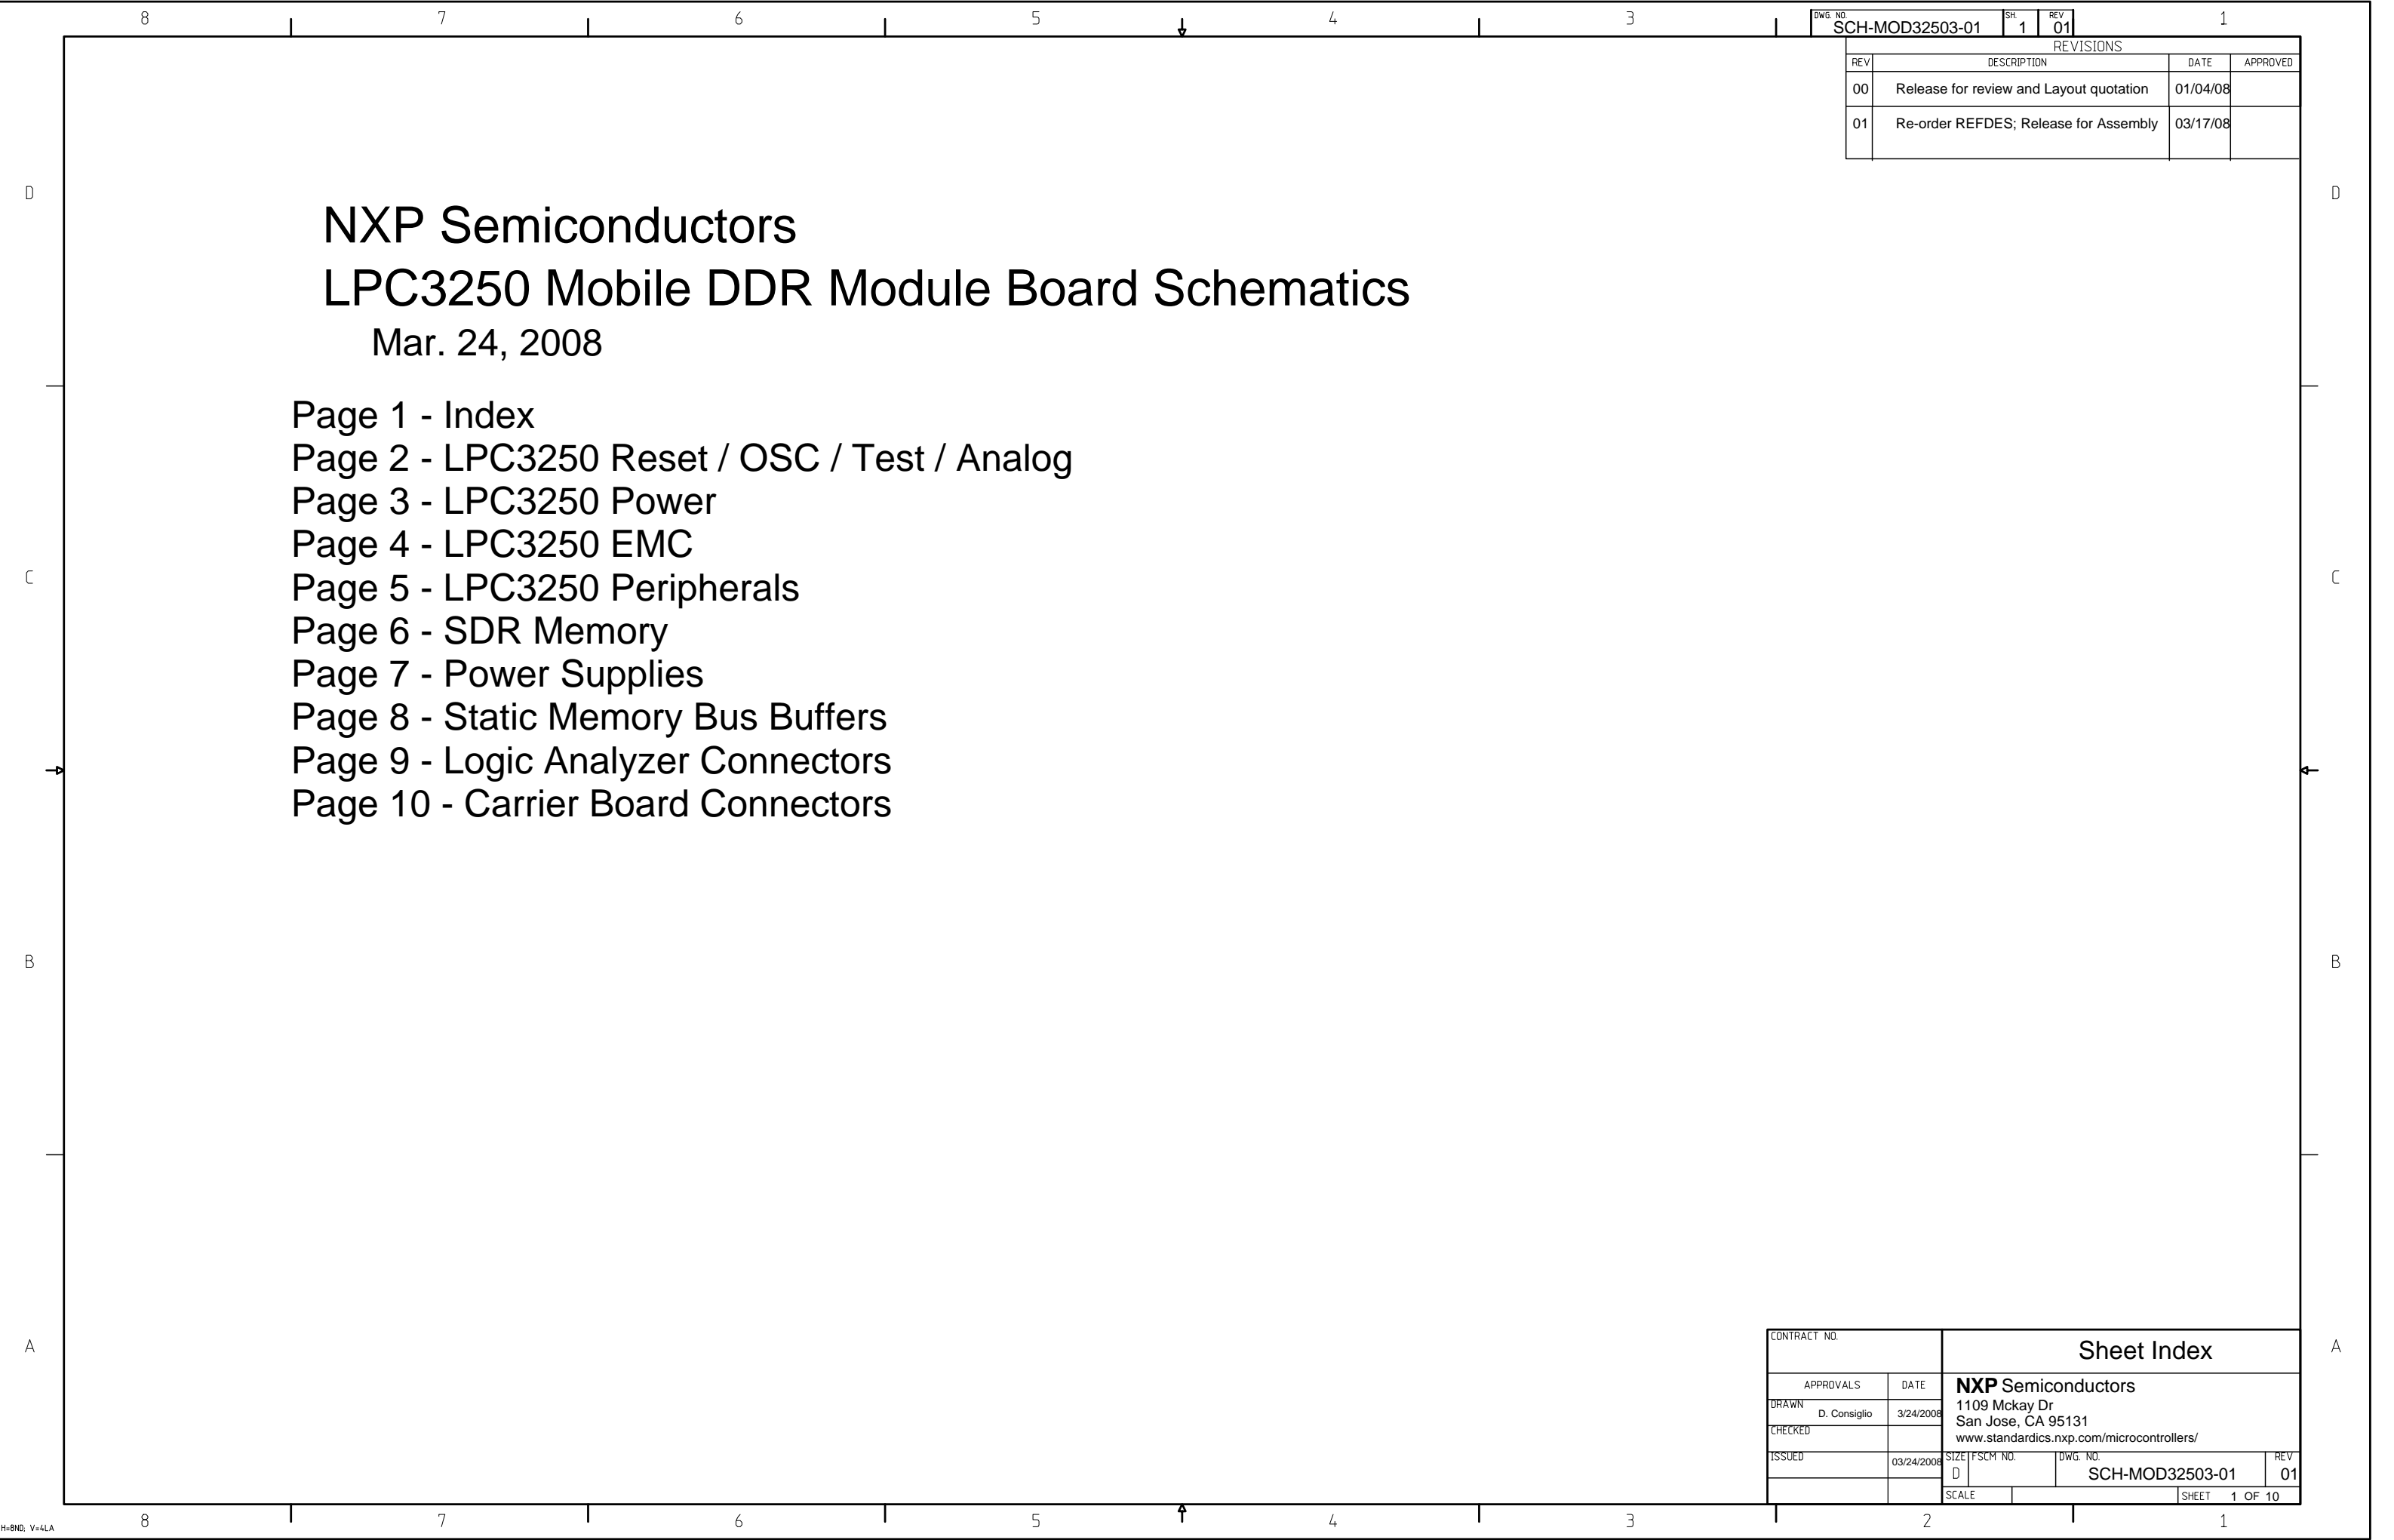 8 7 6 5 4 3 1
DWG. NO. SH. REV
SCH-MOD32503-01 1 01
REVISIONS
REV DESCRIPTION DATE APPROVED
00 Release for review and Layout quotation 01/04/08
01 Re-order REFDES; Release for Assembly 03/17/08
D D
NXP Semiconductors
LPC3250 Mobile DDR Module Board Schematics
Mar. 24, 2008
Page 1 - Index
Page 2 - LPC3250 Reset / OSC / Test / Analog
Page 3 - LPC3250 Power
Page 4 - LPC3250 EMC
Page 5 - LPC3250 Peripherals
C C
Page 6 - SDR Memory
Page 7 - Power Supplies
Page 8 - Static Memory Bus Buffers
Page 9 - Logic Analyzer Connectors
Page 10 - Carrier Board Connectors
B B
A A
CONTRACT NO.
Sheet Index
APPROVALS DATE
NXP Semiconductors
1109 Mckay Dr
San Jose, CA 95131
www.standardics.nxp.com/microcontrollers/
DRAWN D. Consiglio 3/24/2008
CHECKED
ISSUED 03/24/2008
SIZE FSCM NO. DWG. NO. REV
D SCH-MOD32503-01 01
SCALE SHEET 1 OF 10
8 7 6 5 4 3 2 1
H=8ND; V=4LA